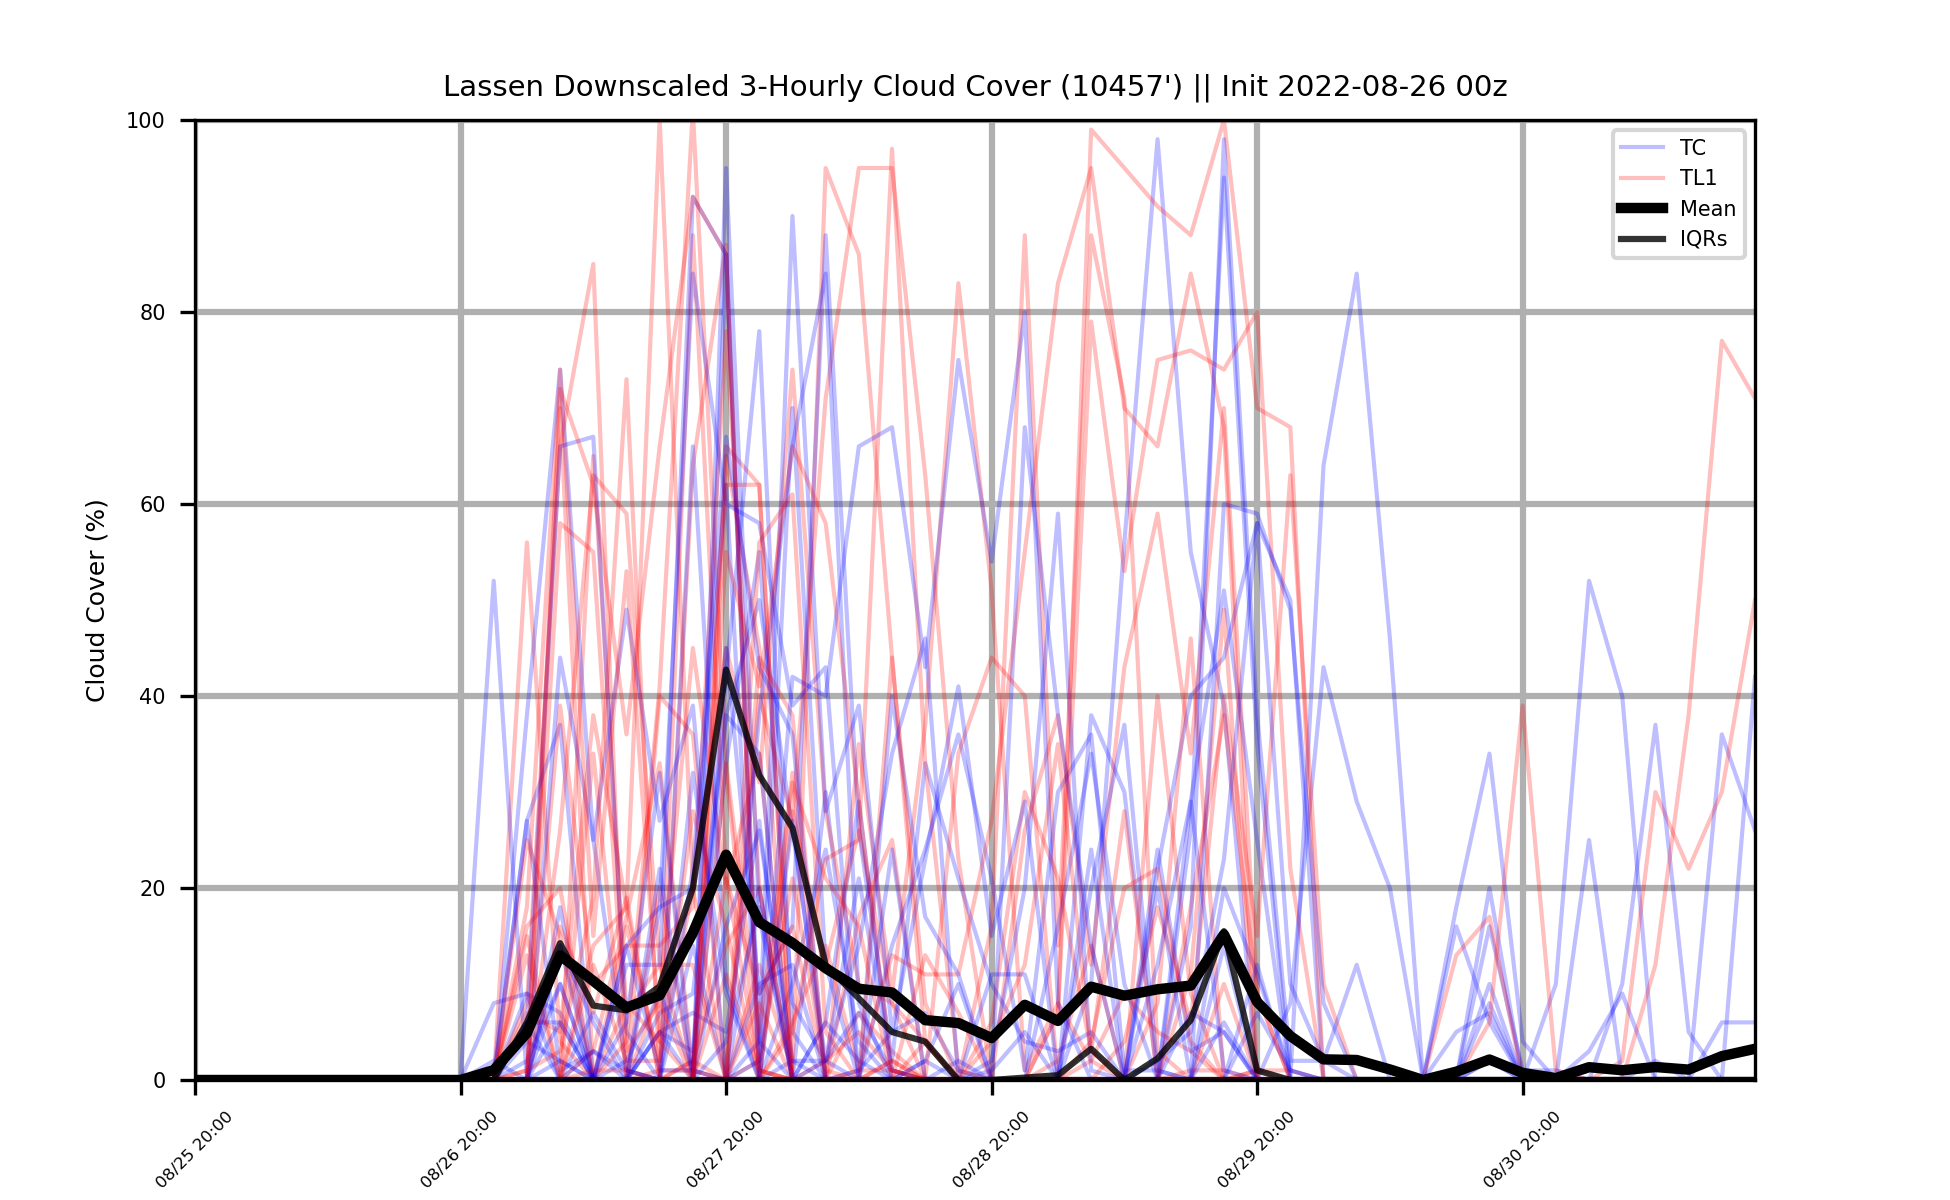 Lassen Downscaled 3-Hourly Cloud Cover (10457') || Init 2022-08-26 00z
TC
TL1
Mean
IQRs
Cloud Cover (%)
100
80
60
40
20
0
08/25 20:00
08/26 20:00
08/27 20:00
08/28 20:00
08/29 20:00
08/30 20:00